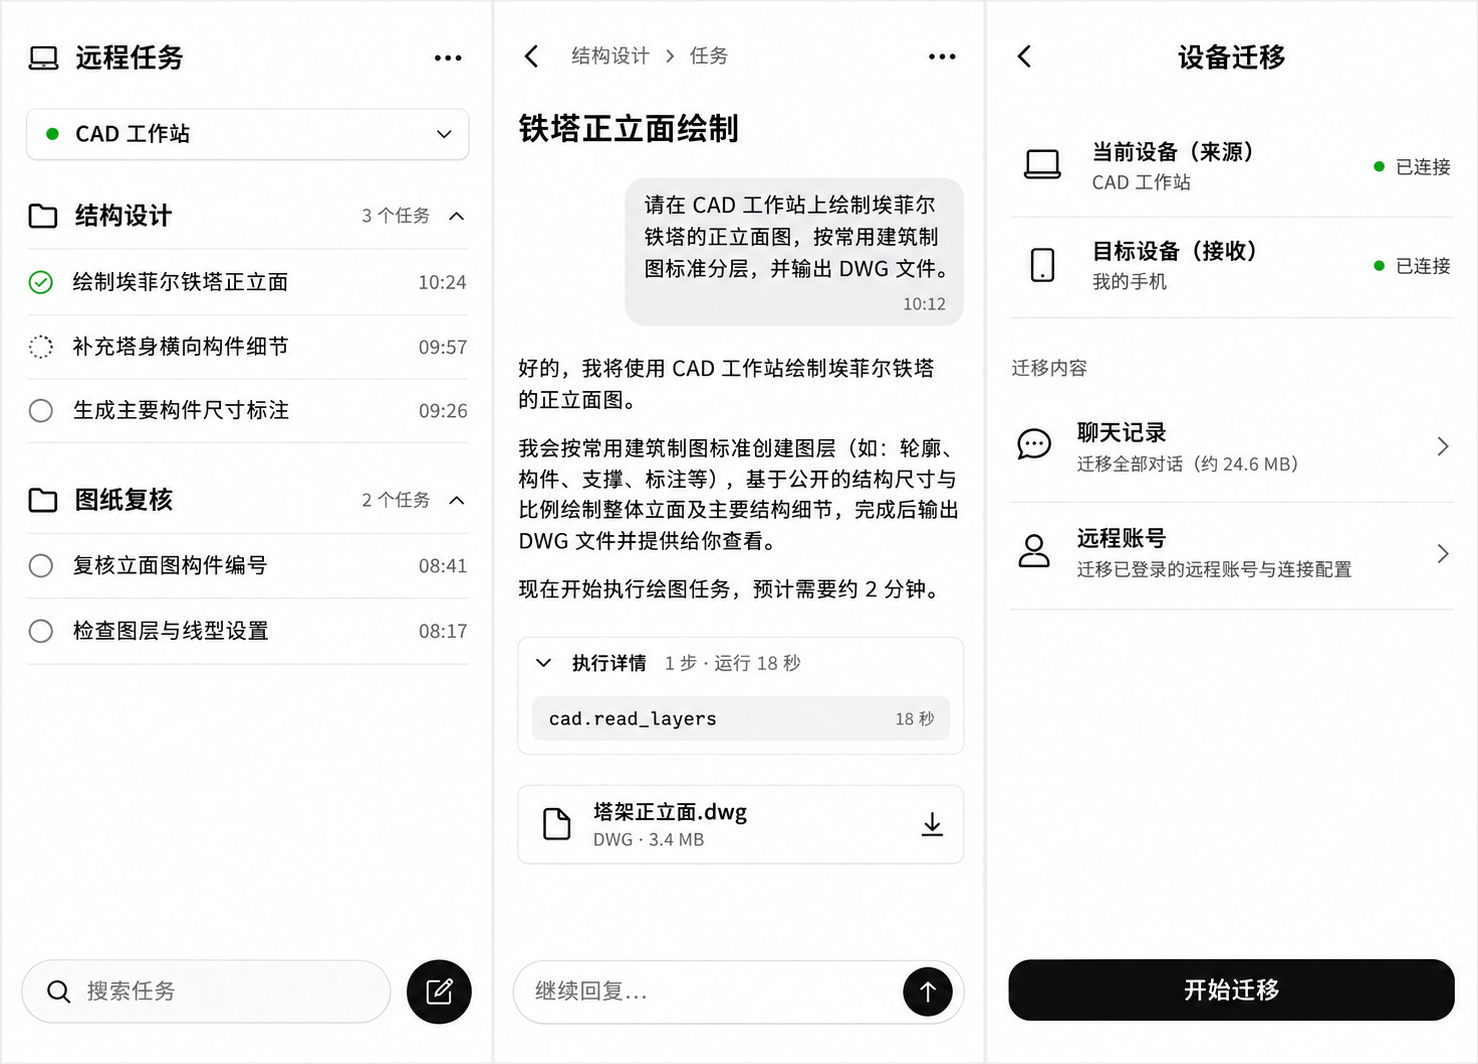 远程任务
CAD 工作站
结构设计
3 个任务
绘制埃菲尔铁塔正立面
10:24
补充塔身横向构件细节
09:57
生成主要构件尺寸标注
09:26
图纸复核
2 个任务
复核立面图构件编号
08:41
检查图层与线型设置
08:17
搜索任务
结构设计 > 任务
铁塔正立面绘制
请在 CAD 工作站上绘制埃菲尔
铁塔的正立面图，按常用建筑制
图标准分层，并输出 DWG 文件。
10:12
好的，我将使用 CAD 工作站绘制埃菲尔铁塔
的正立面图。
我会按常用建筑制图标准创建图层（如：轮廓、
构件、支撑、标注等），基于公开的结构尺寸与
比例绘制整体立面及主要结构细节，完成后输出
DWG 文件并提供给你查看。
现在开始执行绘图任务，预计需要约 2 分钟。
执行详情 1 步 · 运行 18 秒
cad.read_layers
18 秒
塔架正立面.dwg
DWG · 3.4 MB
继续回复...
设备迁移
当前设备（来源）
CAD 工作站
已连接
目标设备（接收）
我的手机
已连接
迁移内容
聊天记录
迁移全部对话（约 24.6 MB）
远程账号
迁移已登录的远程账号与连接配置
开始迁移